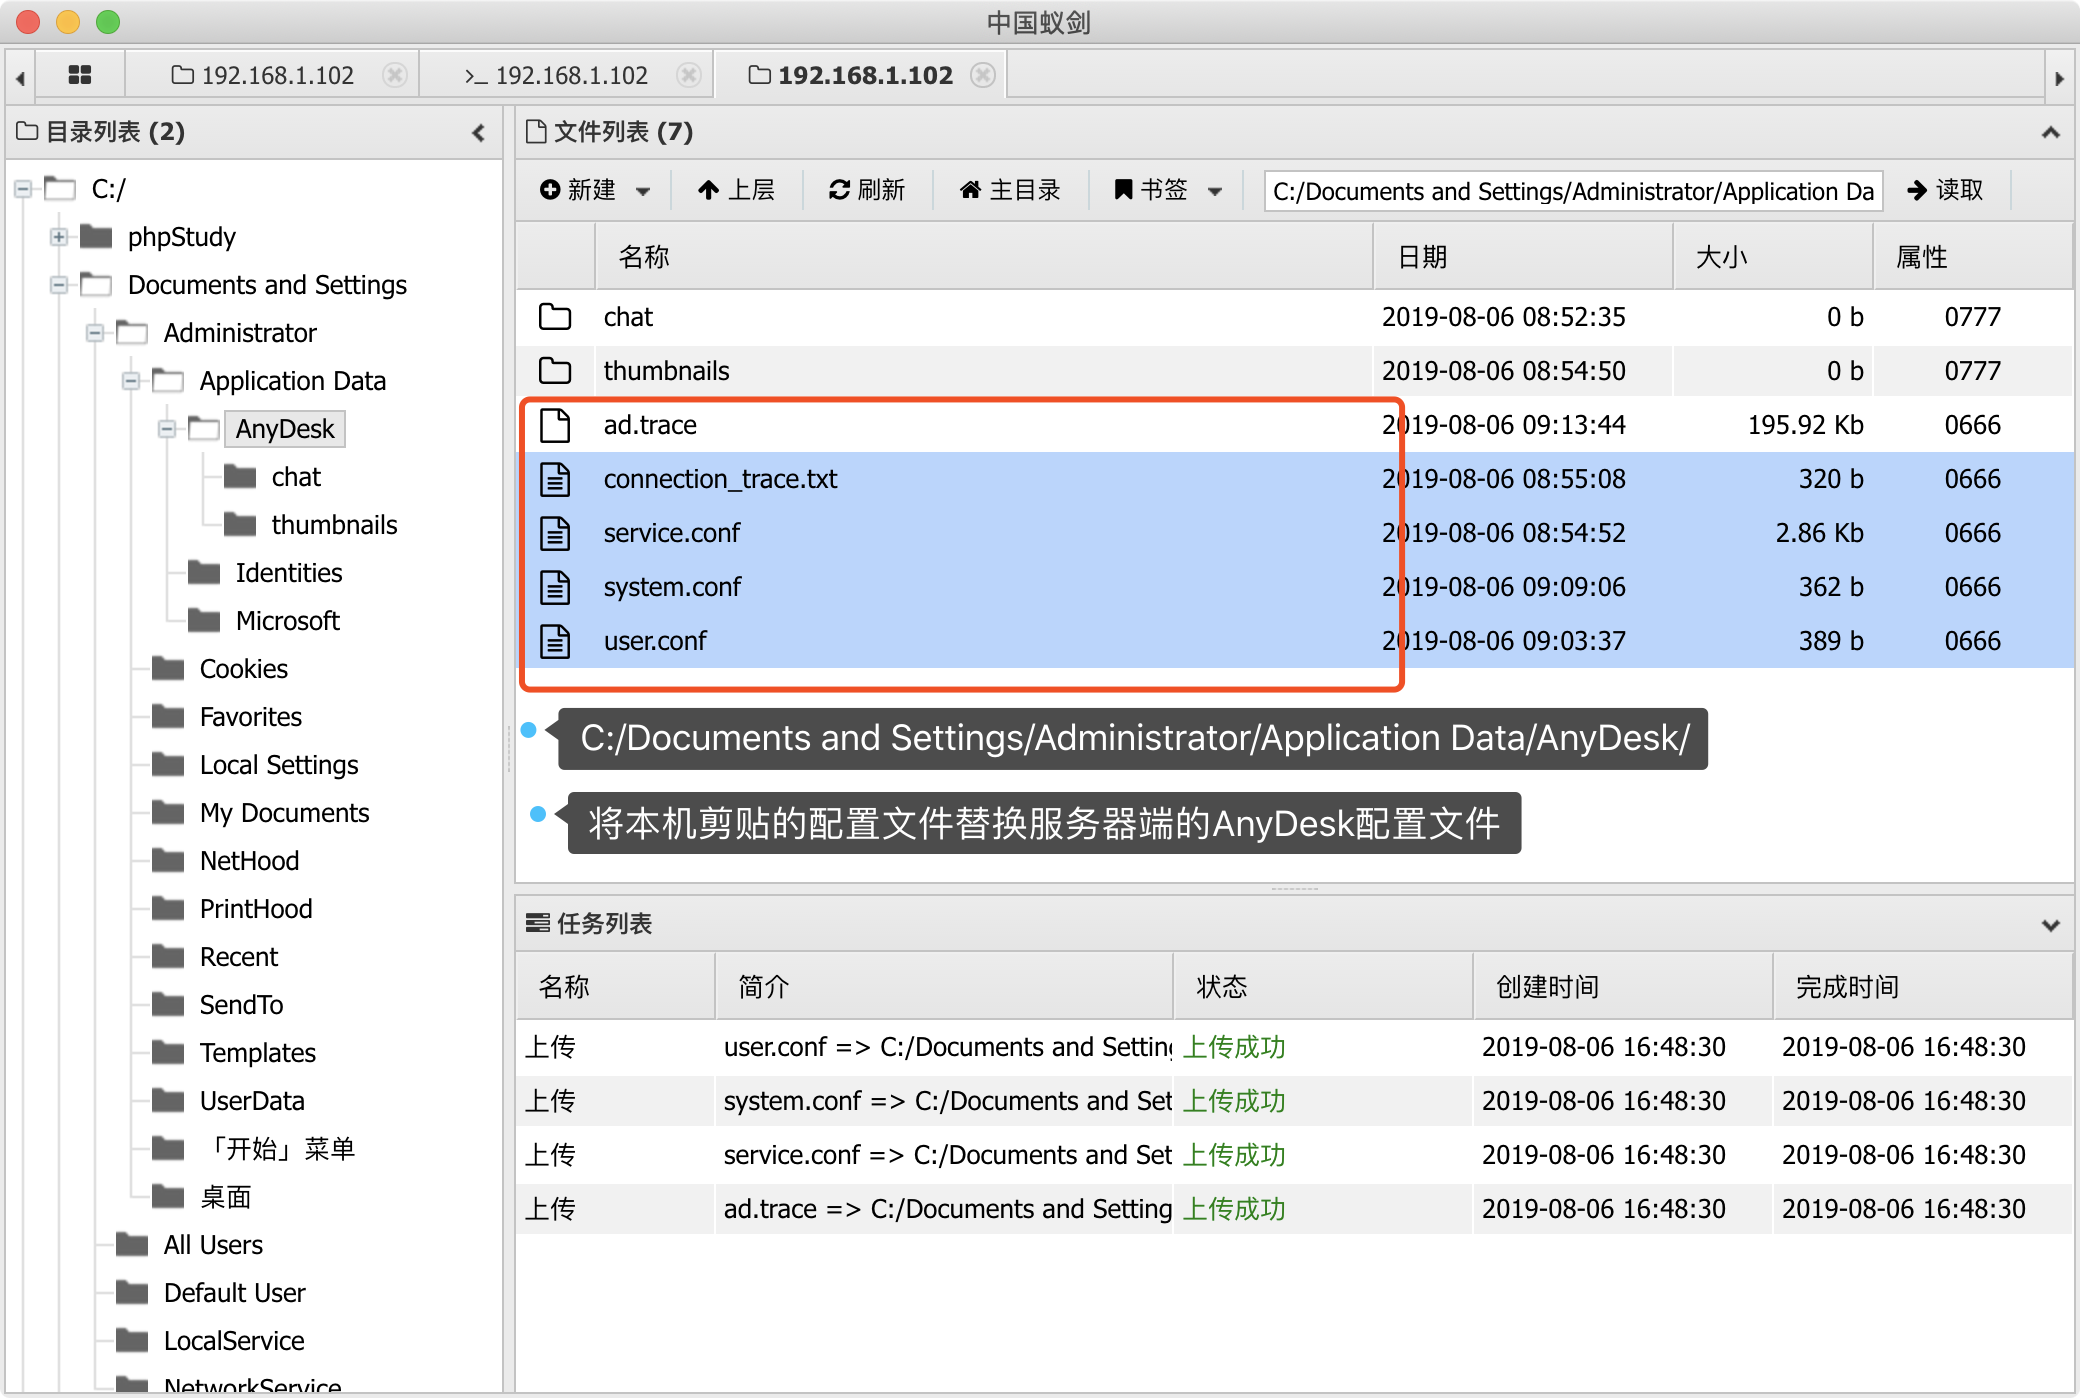 中国蚁剑
192.168.1.102
>_ 192.168.1.102
192.168.1.102
目录列表 (2)
C:/
phpStudy
Documents and Settings
Administrator
Application Data
AnyDesk
chat
thumbnails
Identities
Microsoft
Cookies
Favorites
Local Settings
My Documents
NetHood
PrintHood
Recent
SendTo
Templates
UserData
「开始」菜单
桌面
All Users
Default User
LocalService
NetworkService
文件列表 (7)
新建 上层 刷新 主目录 书签 C:/Documents and Settings/Administrator/Application Da 读取
名称 日期 大小 属性
chat 2019-08-06 08:52:35 0 b 0777
thumbnails 2019-08-06 08:54:50 0 b 0777
ad.trace 2019-08-06 09:13:44 195.92 Kb 0666
connection_trace.txt 2019-08-06 08:55:08 320 b 0666
service.conf 2019-08-06 08:54:52 2.86 Kb 0666
system.conf 2019-08-06 09:09:06 362 b 0666
user.conf 2019-08-06 09:03:37 389 b 0666
C:/Documents and Settings/Administrator/Application Data/AnyDesk/
将本机剪贴的配置文件替换服务器端的AnyDesk配置文件
任务列表
名称 简介 状态 创建时间 完成时间
上传 user.conf => C:/Documents and Setting 上传成功 2019-08-06 16:48:30 2019-08-06 16:48:30
上传 system.conf => C:/Documents and Set 上传成功 2019-08-06 16:48:30 2019-08-06 16:48:30
上传 service.conf => C:/Documents and Set 上传成功 2019-08-06 16:48:30 2019-08-06 16:48:30
上传 ad.trace => C:/Documents and Setting 上传成功 2019-08-06 16:48:30 2019-08-06 16:48:30